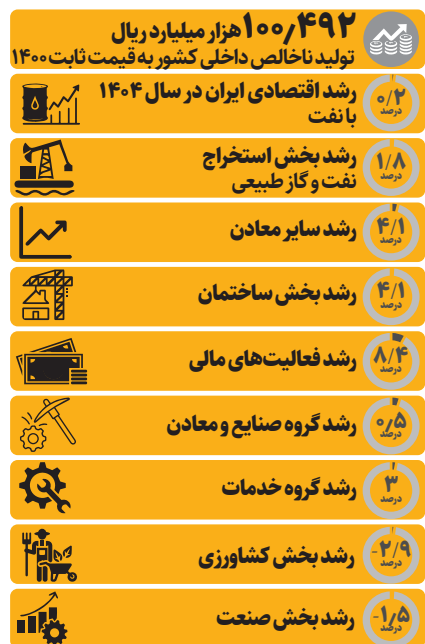 ۱۰۰٫۴۹۲ هزار میلیارد ریال
تولید ناخالص داخلی کشور به قیمت ثابت ۱۴۰۰
۰/۲ درصد
رشد اقتصادی ایران در سال ۱۴۰۴
با نفت
۱/۸ درصد
رشد بخش استخراج
نفت و گاز طبیعی
۴/۱ درصد
رشد سایر معادن
۴/۱ درصد
رشد بخش ساختمان
۸/۴ درصد
رشد فعالیت‌های مالی
۰٫۵ درصد
رشد گروه صنایع و معادن
۳ درصد
رشد گروه خدمات
-۲/۹ درصد
رشد بخش کشاورزی
-۱٫۵ درصد
رشد بخش صنعت